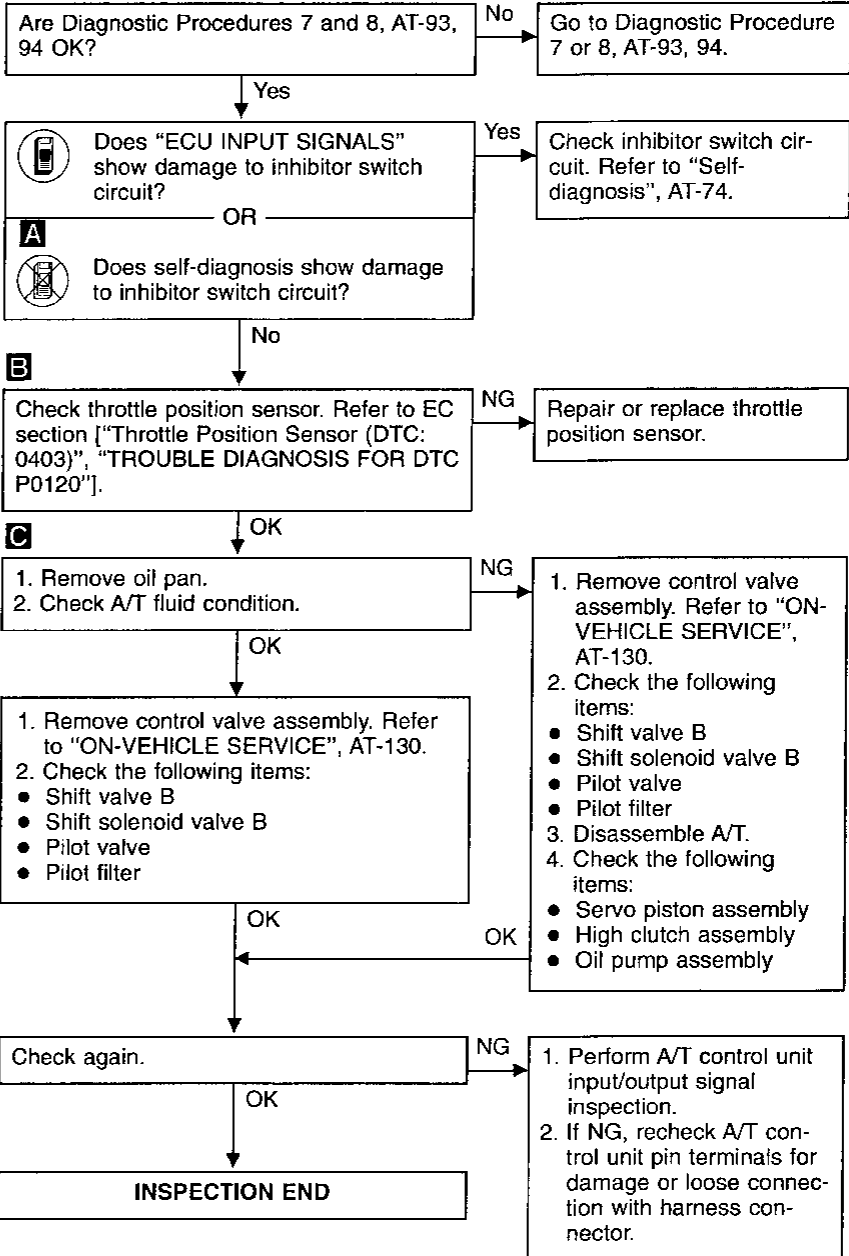 Are Diagnostic Procedures 7 and 8, AT-93,
94 OK?
No
Go to Diagnostic Procedure
7 or 8, AT-93, 94.
Yes
Does “ECU INPUT SIGNALS”
show damage to inhibitor switch
circuit?
Yes
Check inhibitor switch cir-
cuit. Refer to “Self-
diagnosis”, AT-74.
OR
A
Does self-diagnosis show damage
to inhibitor switch circuit?
No
B
Check throttle position sensor. Refer to EC
section [“Throttle Position Sensor (DTC:
0403)”, “TROUBLE DIAGNOSIS FOR DTC
P0120”].
NG
Repair or replace throttle
position sensor.
OK
C
1. Remove oil pan.
2. Check A/T fluid condition.
NG
1. Remove control valve
assembly. Refer to “ON-
VEHICLE SERVICE”,
AT-130.
2. Check the following
items:
● Shift valve B
● Shift solenoid valve B
● Pilot valve
● Pilot filter
3. Disassemble A/T.
4. Check the following
items:
● Servo piston assembly
● High clutch assembly
● Oil pump assembly
OK
1. Remove control valve assembly. Refer
to “ON-VEHICLE SERVICE”, AT-130.
2. Check the following items:
● Shift valve B
● Shift solenoid valve B
● Pilot valve
● Pilot filter
OK
OK
Check again.
NG
1. Perform A/T control unit
input/output signal
inspection.
2. If NG, recheck A/T con-
trol unit pin terminals for
damage or loose connec-
tion with harness con-
nector.
OK
INSPECTION END